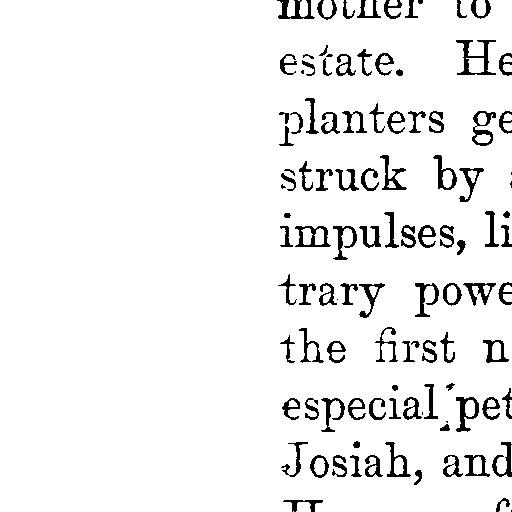 mother to
estate. He
planters ge
struck by
impulses, li
trary powe
the first n
especial pet
Josiah, and